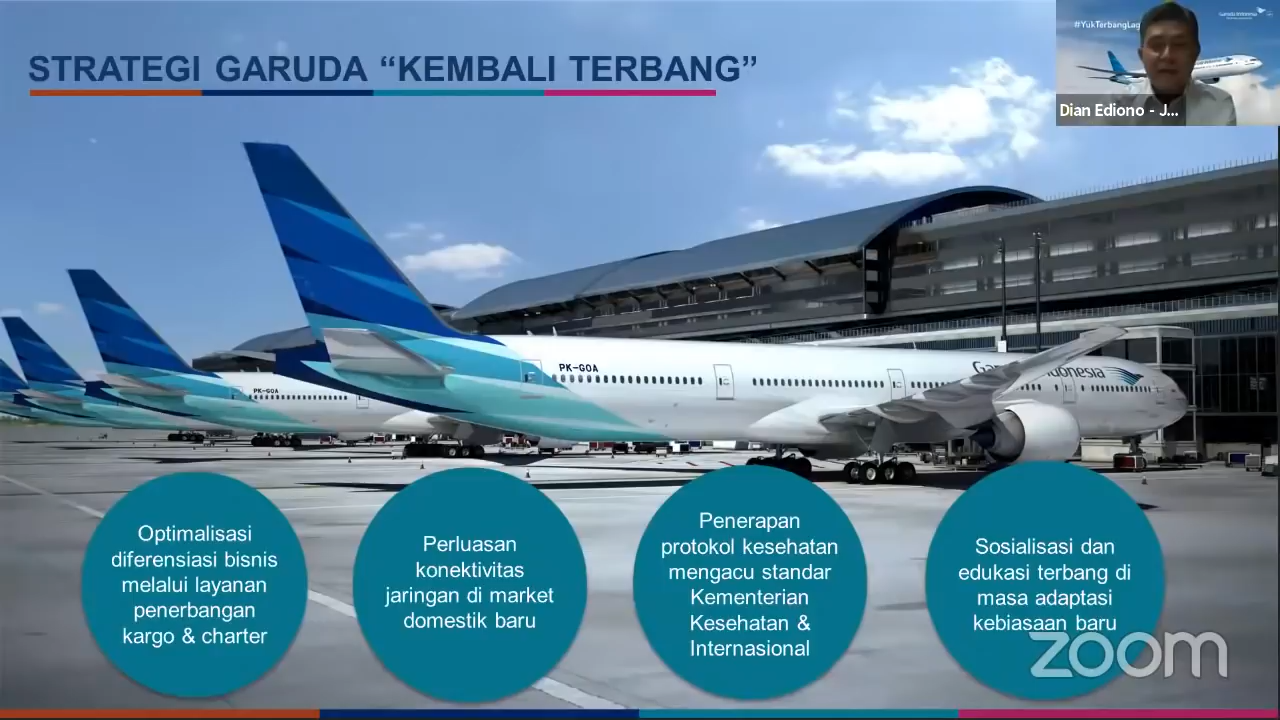 STRATEGI GARUDA “KEMBALI TERBANG”
#YukTerbangLag
Dian Ediono - J...
PK-GOA
PK-GOA
Optimalisasi
diferensiasi bisnis
melalui layanan
penerbangan
kargo & charter
Perluasan
konektivitas
jaringan di market
domestik baru
Penerapan
protokol kesehatan
mengacu standar
Kementerian
Kesehatan &
Internasional
Sosialisasi dan
edukasi terbang di
masa adaptasi
kebiasaan baru
zoom